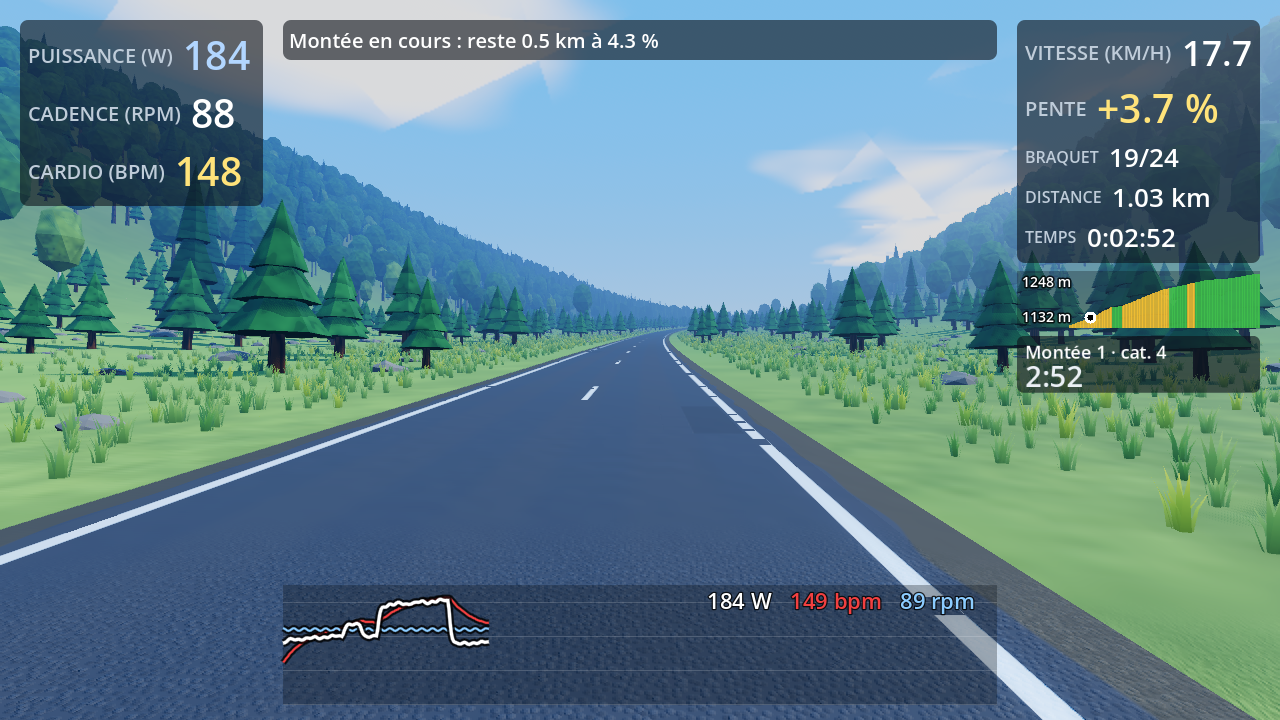 PUISSANCE (W) 184
CADENCE (RPM) 88
CARDIO (BPM) 148
Montée en cours : reste 0.5 km à 4.3 %
VITESSE (KM/H) 17.7
PENTE +3.7 %
BRAQUET 19/24
DISTANCE 1.03 km
TEMPS 0:02:52
1248 m
1132 m
Montée 1 · cat. 4
2:52
184 W 149 bpm 89 rpm